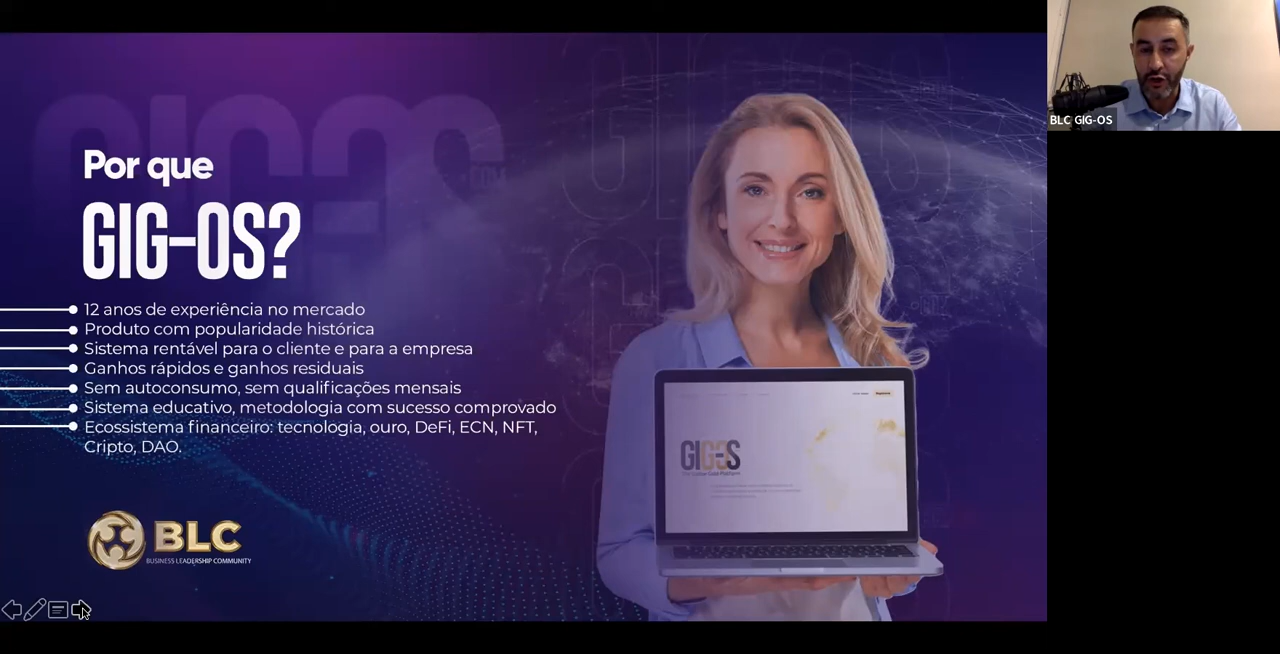 Por que
GIG-OS?
12 anos de experiência no mercado
Produto com popularidade histórica
Sistema rentável para o cliente e para a empresa
Ganhos rápidos e ganhos residuais
Sem autoconsumo, sem qualificações mensais
Sistema educativo, metodologia com sucesso comprovado
Ecossistema financeiro: tecnologia, ouro, DeFi, ECN, NFT,
Cripto, DAO.
BLC
BUSINESS LEADERSHIP COMMUNITY
GIG-OS
BLC GIG-OS